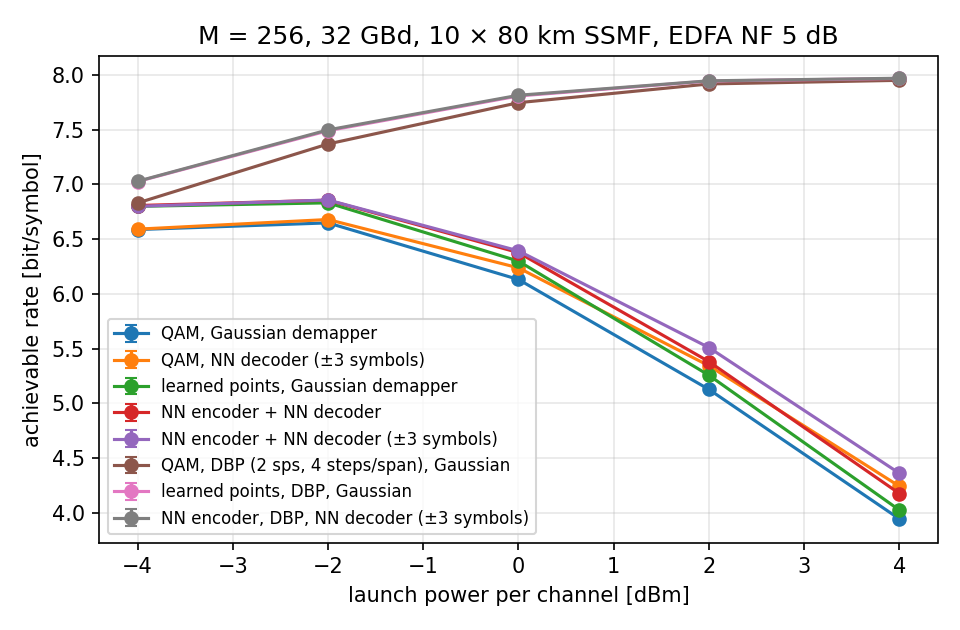 M = 256, 32 GBd, 10 × 80 km SSMF, EDFA NF 5 dB
achievable rate [bit/symbol]
8.0
7.5
7.0
6.5
6.0
5.5
5.0
4.5
4.0
QAM, Gaussian demapper
QAM, NN decoder (±3 symbols)
learned points, Gaussian demapper
NN encoder + NN decoder
NN encoder + NN decoder (±3 symbols)
QAM, DBP (2 sps, 4 steps/span), Gaussian
learned points, DBP, Gaussian
NN encoder, DBP, NN decoder (±3 symbols)
−4 −3 −2 −1 0 1 2 3 4
launch power per channel [dBm]